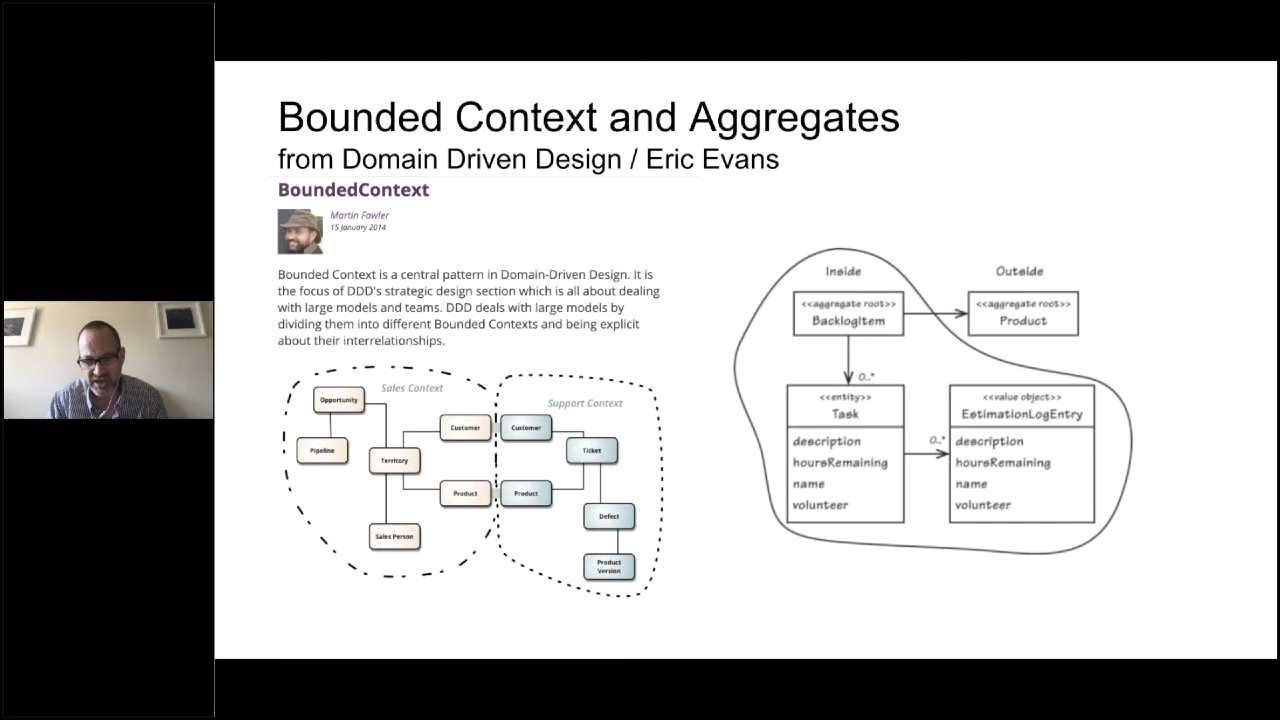 Bounded Context and Aggregates
from Domain Driven Design / Eric Evans
BoundedContext
Martin Fowler
15 January 2014
Bounded Context is a central pattern in Domain-Driven Design. It is
the focus of DDD's strategic design section which is all about dealing
with large models and teams. DDD deals with large models by
dividing them into different Bounded Contexts and being explicit
about their interrelationships.
Sales Context
Opportunity
Pipeline
Territory
Customer
Product
Sales Person
Support Context
Customer
Ticket
Product
Defect
Product
Version
Inside
Outside
<<aggregate root>>
BacklogItem
<<aggregate root>>
Product
0..*
<<entity>>
Task
description
hoursRemaining
name
volunteer
0..*
<<value object>>
EstimationLogEntry
description
hoursRemaining
name
volunteer